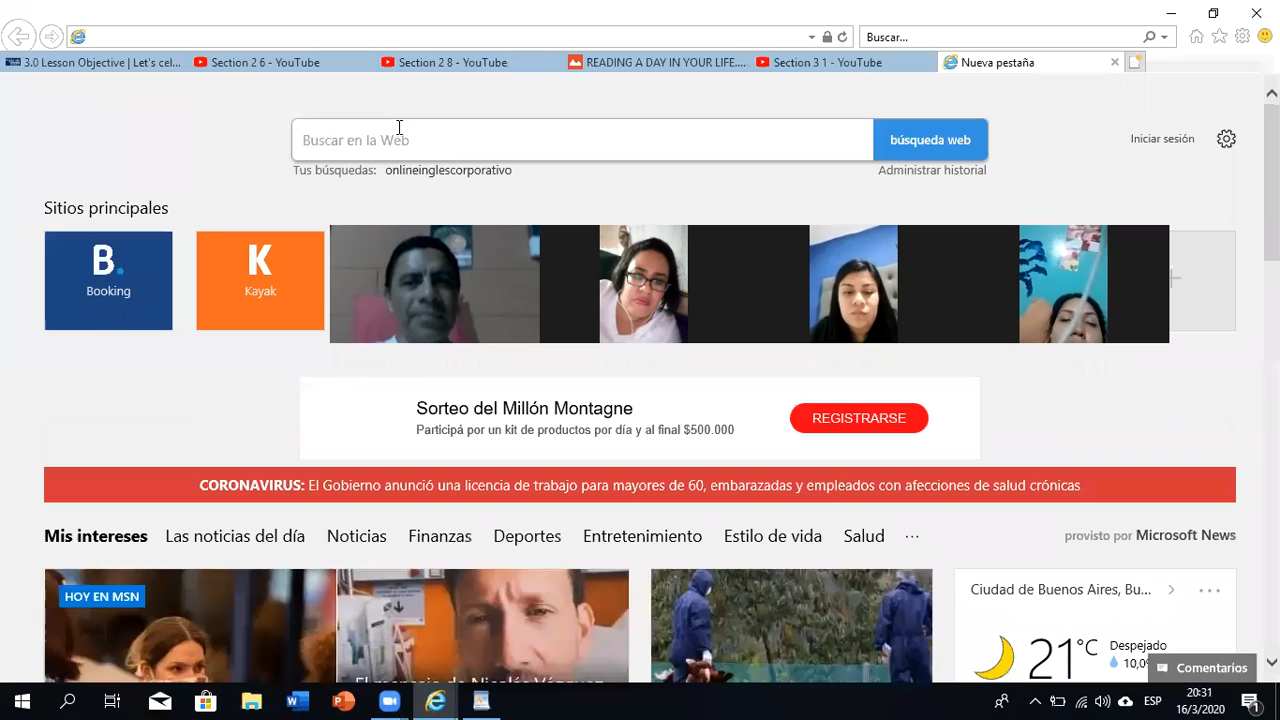 Buscar...
3.0 Lesson Objective | Let's cel...
Section 2 6 - YouTube
Section 2 8 - YouTube
READING A DAY IN YOUR LIFE....
Section 3 1 - YouTube
Nueva pestaña
Buscar en la Web
búsqueda web
Iniciar sesión
Tus búsquedas: onlineinglescorporativo
Administrar historial
Sitios principales
B.
Booking
K
Kayak
Sorteo del Millón Montagne
Participá por un kit de productos por día y al final $500.000
REGISTRARSE
CORONAVIRUS: El Gobierno anunció una licencia de trabajo para mayores de 60, embarazadas y empleados con afecciones de salud crónicas
Mis intereses
Las noticias del día
Noticias
Finanzas
Deportes
Entretenimiento
Estilo de vida
Salud
...
provisto por Microsoft News
HOY EN MSN
Ciudad de Buenos Aires, Bu...
21°C
Despejado
Comentarios
ESP
20:31
16/3/2020
1